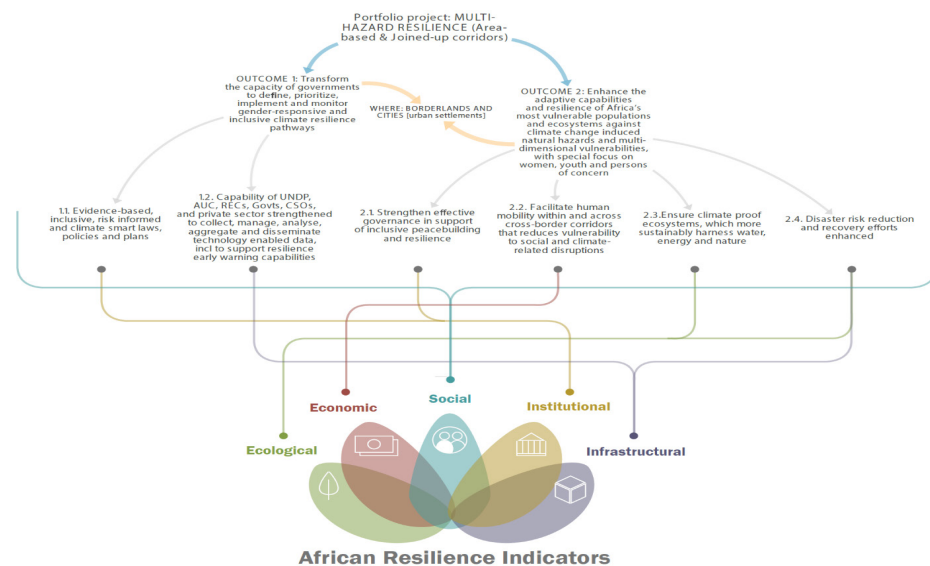 Portfolio project: MULTI-
HAZARD RESILIENCE (Area-
based & Joined-up corridors)
OUTCOME 1: Transform
the capacity of governments
to define, prioritize,
implement and monitor
gender-responsive and
inclusive climate resilience
pathways
WHERE: BORDERLANDS AND
CITIES [urban settlements]
OUTCOME 2: Enhance the
adaptive capabilities
and resilience of Africa's
most vulnerable populations
and ecosystems against
climate change induced
natural hazards and multi-
dimensional vulnerabilities,
with special focus on
women, youth and persons
of concern
1.1. Evidence-based,
inclusive, risk informed
and climate smart laws,
policies and plans
1.2. Capability of UNDP,
AUC, RECs, Govts, CSOs,
and private sector strengthened
to collect, manage, analyse,
aggregate and disseminate
technology enabled data,
incl to support resilience
early warning capabilities
2.1. Strengthen effective
governance in support
of inclusive peacebuilding
and resilience
2.2. Facilitate human
mobility within and across
cross-border corridors
that reduces vulnerability
to social and climate-
related disruptions
2.3.Ensure climate proof
ecosystems, which more
sustainably harness water,
energy and nature
2.4. Disaster risk reduction
and recovery efforts
enhanced
Ecological
Economic
Social
Institutional
Infrastructural
African Resilience Indicators